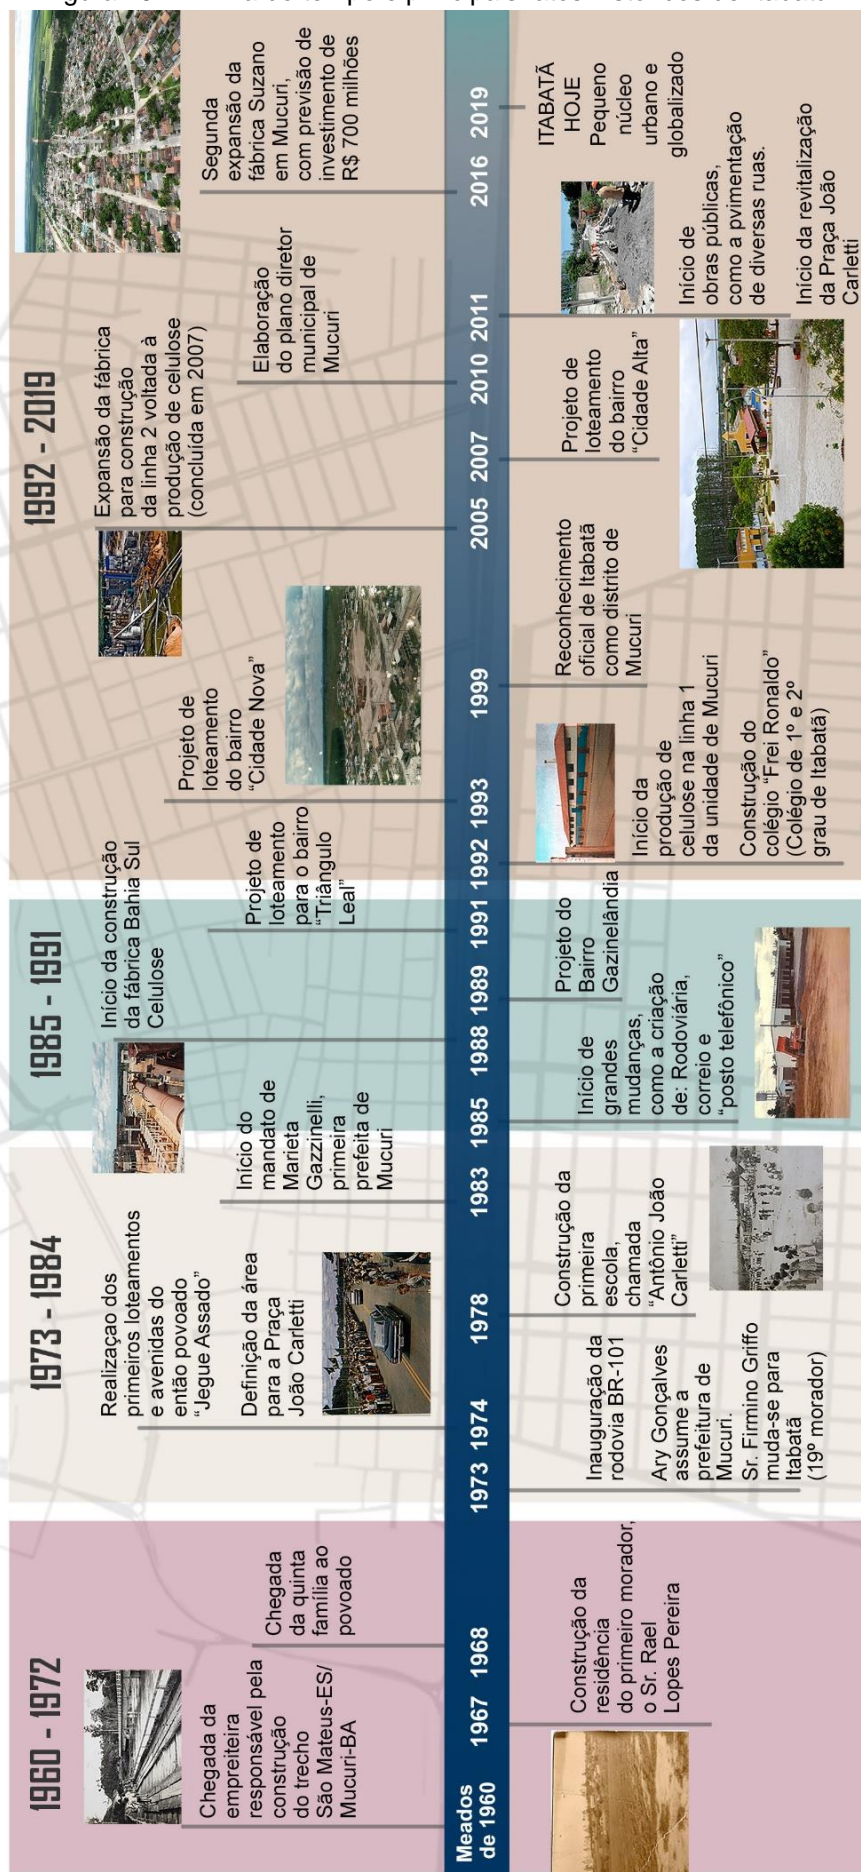 1960 - 1972
Chegada da
empreiteira
responsável pela
construção
do trecho
São Mateus-ES/
Mucuri-BA
Chegada
da quinta
família ao
povoado
Meados
de 1960
1967
1968
Construção da
residência
do primeiro morador,
o Sr. Rael
Lopes Pereira
1973 - 1984
Realizaçao dos
primeiros loteamentos
e avenidas do
então povoado
“Jegue Assado”
Definição da área
para a Praça
João Carletti
Início do
mandato de
Marieta
Gazzinelli,
primeira
prefeita de
Mucuri
1973
1974
1978
1983
Inauguração da
rodovia BR-101
Ary Gonçalves
assume a
prefeitura de
Mucuri.
Sr. Firmino Griffo
muda-se para
Itabatã
(19º morador)
Construção da
primeira
escola,
chamada
“Antônio João
Carletti”
1985 - 1991
Início da construção
da fábrica Bahia Sul
Celulose
Projeto de
loteamento
para o bairro
“Triângulo
Leal”
1985
1988
1989
1991
Início de
grandes
mudanças,
como a criação
de: Rodoviária,
correio e
“posto telefônico”
Projeto do
Bairro
Gazinelândia
1992 - 2019
Projeto de
loteamento
do bairro
“Cidade Nova”
Expansão da fábrica
para construção
da linha 2 voltada à
produção de celulose
(concluída em 2007)
Elaboração
do plano diretor
municipal de
Mucuri
Segunda
expansão da
fábrica Suzano
em Mucuri,
com previsão de
investimento de
R$ 700 milhões
1992
1993
1999
2005
2007
2010
2011
2016
2019
Início da
produção de
celulose na linha 1
da unidade de Mucuri
Construção do
colégio “Frei Ronaldo”
(Colégio de 1º e 2º
grau de Itabatã)
Reconhecimento
oficial de Itabatã
como distrito de
Mucuri
Projeto de
loteamento
do bairro
“Cidade Alta”
Início de
obras públicas,
como a pvimentação
de diversas ruas.
Início da revitalização
da Praça João
Carletti
ITABATÃ
HOJE
Pequeno
núcleo
urbano e
globalizado